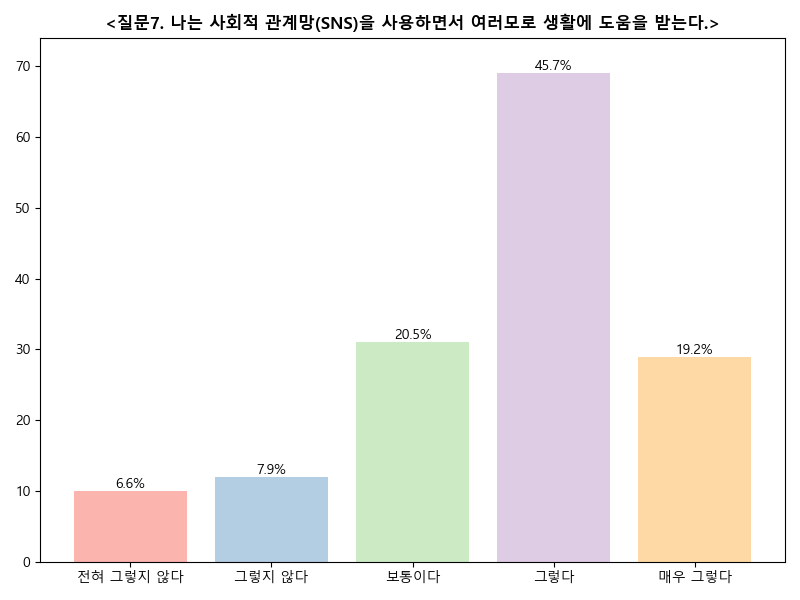 <질문7. 나는 사회적 관계망(SNS)을 사용하면서 여러모로 생활에 도움을 받는다.>
70
60
50
40
30
20
10
0
6.6%
7.9%
20.5%
45.7%
19.2%
전혀 그렇지 않다
그렇지 않다
보통이다
그렇다
매우 그렇다